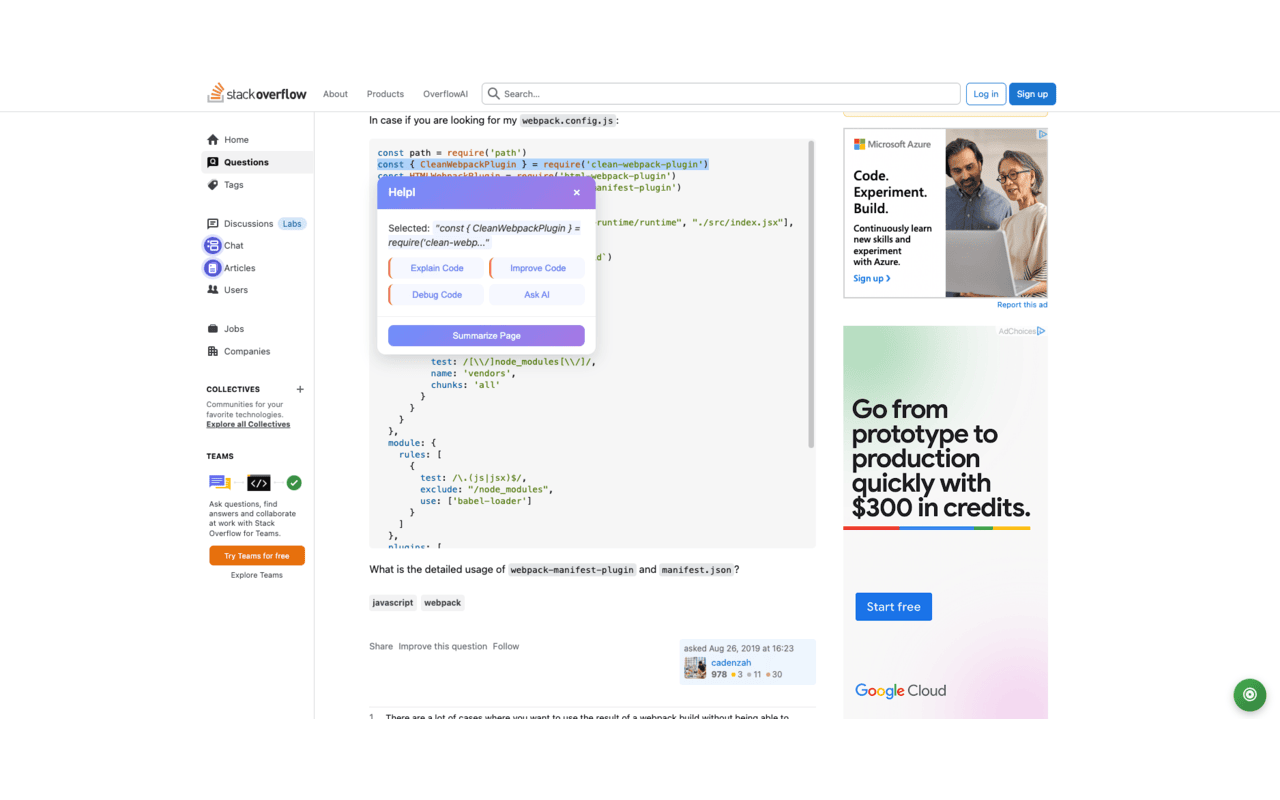 stack overflow
About
Products
OverflowAI
Search...
Log in
Sign up
Home
Questions
Tags
Discussions Labs
Chat
Articles
Users
Jobs
Companies
COLLECTIVES +
Communities for your
favorite technologies.
Explore all Collectives
TEAMS
</>
Ask questions, find
answers and collaborate
at work with Stack
Overflow for Teams.
Try Teams for free
Explore Teams
In case if you are looking for my webpack.config.js:
const path = require('path')
const { CleanWebpackPlugin } = require('clean-webpack-plugin')
const HTMLWebpackPlugin = require('html-webpack-plugin')
manifest-plugin')
runtime/runtime", "./src/index.jsx"],
d`)
Helpl
×
Selected: "const { CleanWebpackPlugin } =
require('clean-webp..."
Explain Code
Improve Code
Debug Code
Ask AI
Summarize Page
test: /[\\/]node_modules[\\/]/,
name: 'vendors',
chunks: 'all'
}
}
}
},
module: {
rules: [
{
test: /\.(js|jsx)$/,
exclude: "/node_modules",
use: ['babel-loader']
}
]
},
plugins: [
What is the detailed usage of webpack-manifest-plugin and manifest.json?
javascript
webpack
Share Improve this question Follow
asked Aug 26, 2019 at 16:23
cadenzah
978 3 11 30
1 There are a lot of cases where you want to use the result of a webpack build without being able to
Microsoft Azure
Code.
Experiment.
Build.
Continuously learn
new skills and
experiment
with Azure.
Sign up >
Report this ad
AdChoices
Go from
prototype to
production
quickly with
$300 in credits.
Start free
Google Cloud